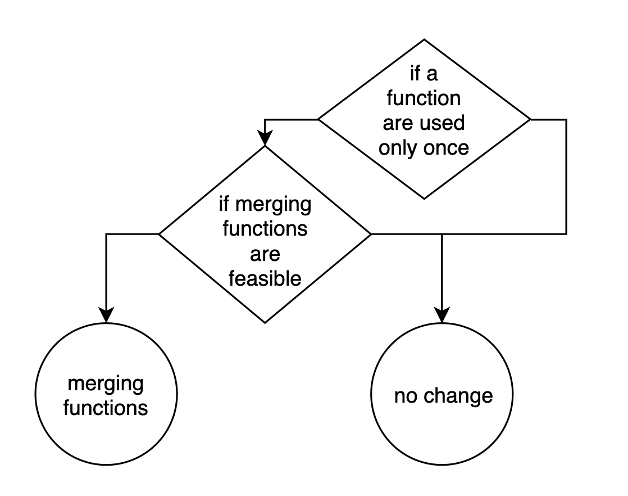 if a
function
are used
only once
if merging
functions
are
feasible
merging
functions
no change